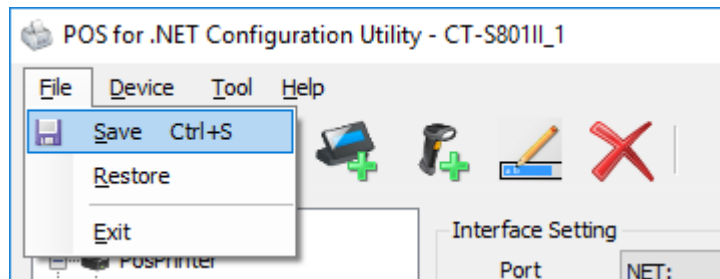 POS for .NET Configuration Utility - CT-S801II_1
File Device Tool Help
Save Ctrl+S
Restore
Exit
PosPrinter
Interface Setting
Port NET: